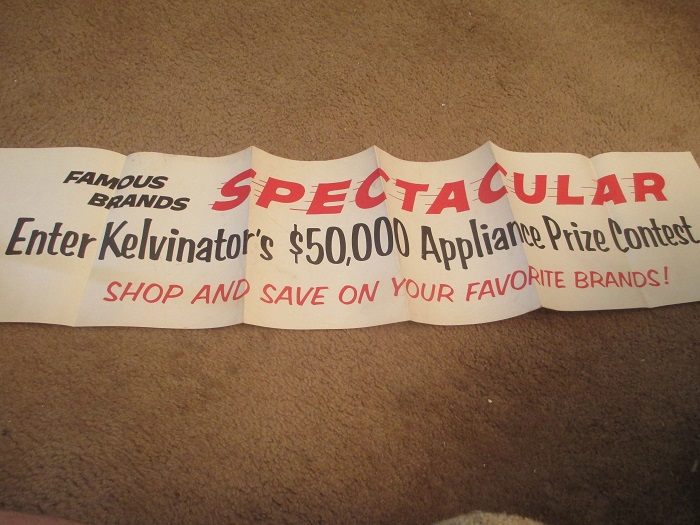 FAMOUS
BRANDS SPECTACULAR
Enter Kelvinator's $50,000 Appliance Prize Contest
SHOP AND SAVE ON YOUR FAVORITE BRANDS!